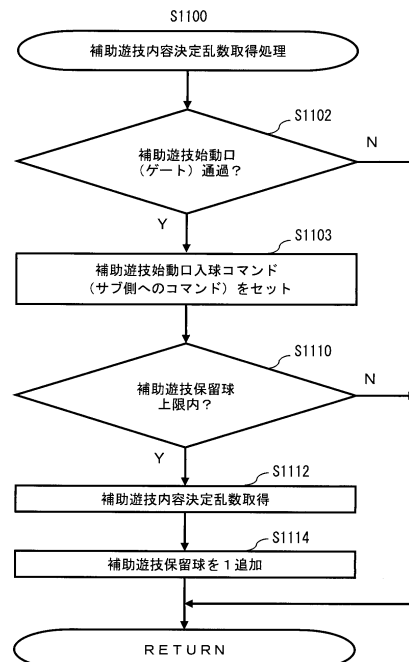 S1100
補助遊技内容決定乱数取得処理
S1102
補助遊技始動口
（ゲート）通過？
N
Y
S1103
補助遊技始動口入球コマンド
（サブ側へのコマンド）をセット
S1110
補助遊技保留球
上限内？
N
Y
S1112
補助遊技内容決定乱数取得
S1114
補助遊技保留球を１追加
ＲＥＴＵＲＮ